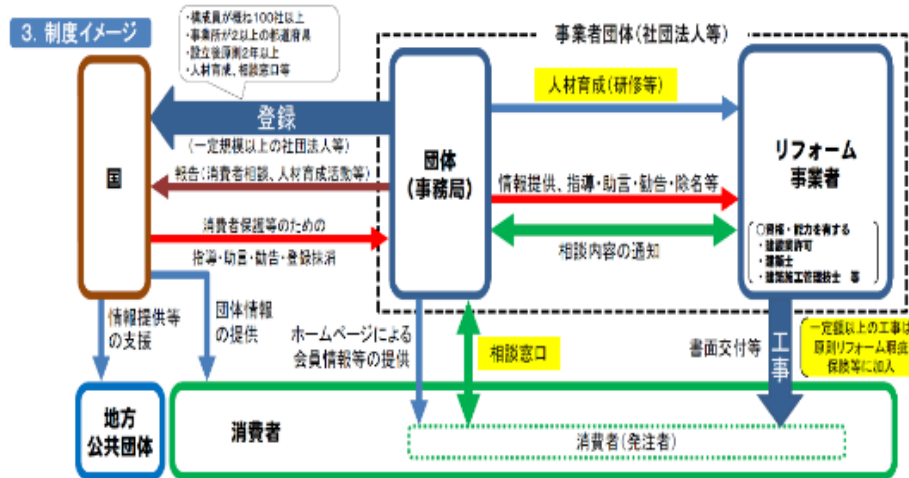 3. 制度イメージ
・構成員が概ね100社以上
・事業所が2以上の都道府県
・設立後原則2年以上
・人材育成、相談窓口等
事業者団体(社団法人等)
国
登録
(一定規模以上の社団法人等)
報告(消費者相談、人材育成活動等)
消費者保護等のための
指導・助言・勧告・登録抹消
団体
(事務局)
人材育成(研修等)
情報提供、指導・助言・勧告・除名等
相談内容の通知
リフォーム
事業者
○資格・能力を有する
・建設業許可
・建築士
・建築施工管理技士 等
情報提供等
の支援
団体情報
の提供
ホームページによる
会員情報等の提供
相談窓口
書面交付等
工事
一定額以上の工事は
原則リフォーム瑕疵
保険等に加入
地方
公共団体
消費者
消費者(発注者)